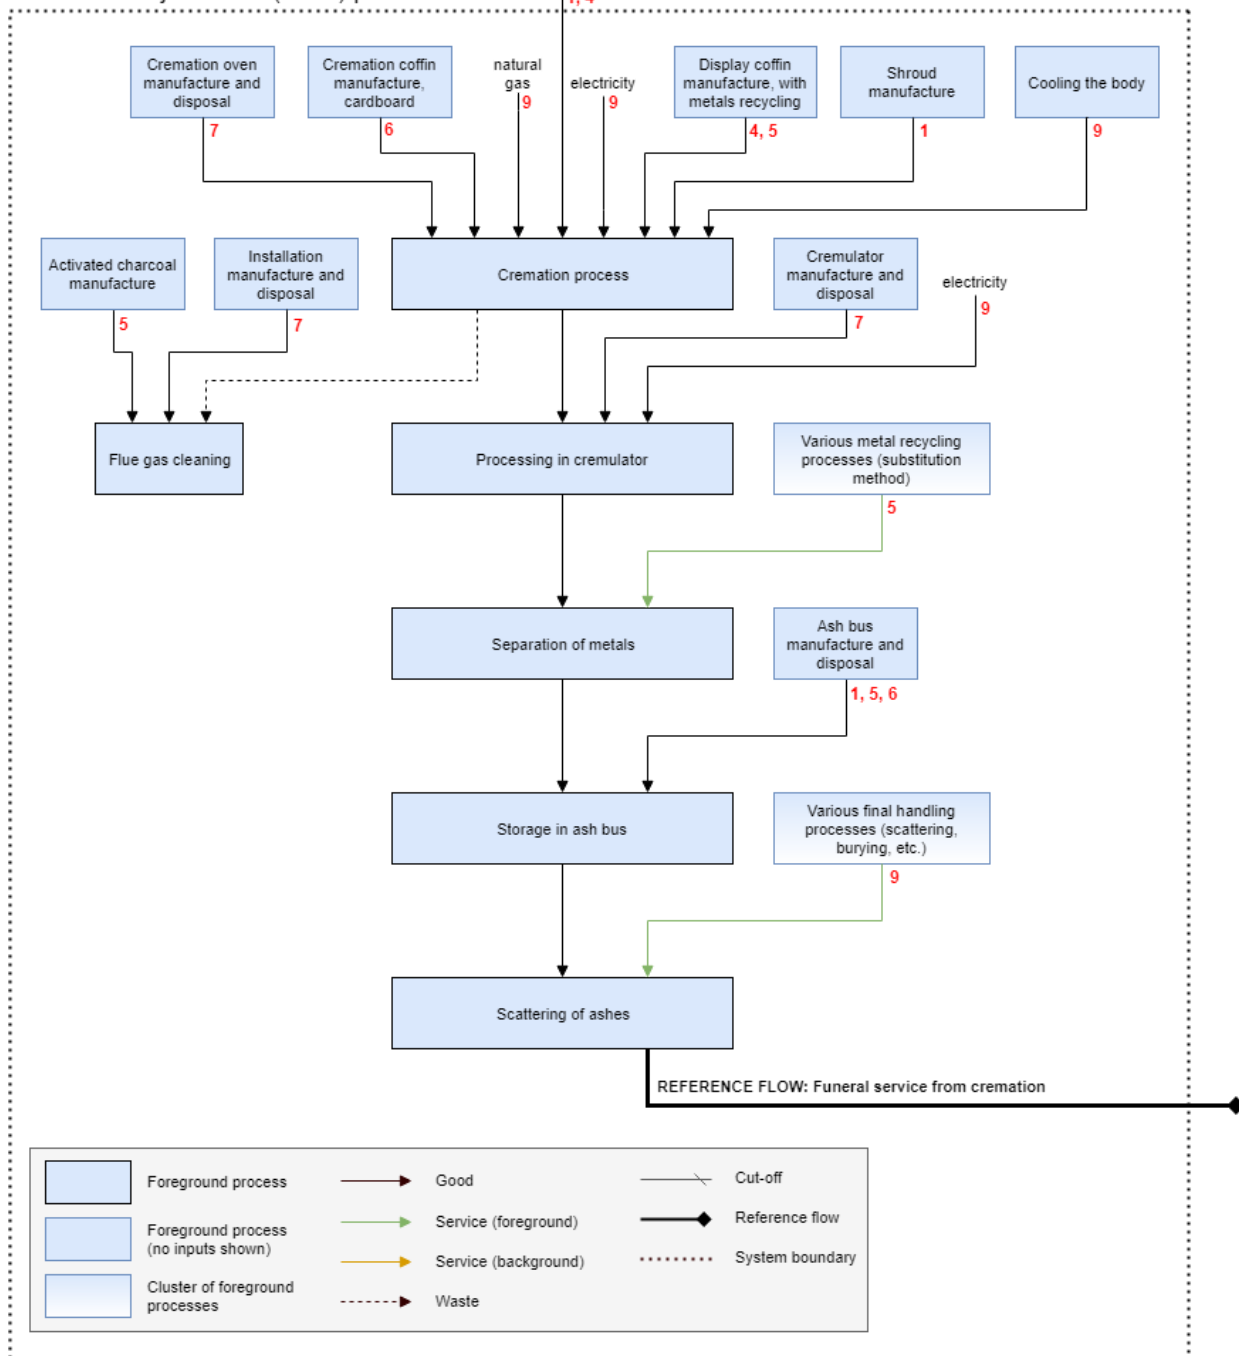 Cremation oven
manufacture and
disposal
7
Cremation coffin
manufacture,
cardboard
6
natural
gas
9
electricity
9
Display coffin
manufacture, with
metals recycling
4, 5
Shroud
manufacture
1
Cooling the body
9
Activated charcoal
manufacture
5
Installation
manufacture and
disposal
7
Cremation process
Cremulator
manufacture and
disposal
7
electricity
9
Flue gas cleaning
Processing in cremulator
Various metal recycling
processes (substitution
method)
5
Separation of metals
Ash bus
manufacture and
disposal
1, 5, 6
Storage in ash bus
Various final handling
processes (scattering,
burying, etc.)
9
Scattering of ashes
REFERENCE FLOW: Funeral service from cremation
Foreground process
Foreground process
(no inputs shown)
Cluster of foreground
processes
Good
Service (foreground)
Service (background)
Waste
Cut-off
Reference flow
System boundary